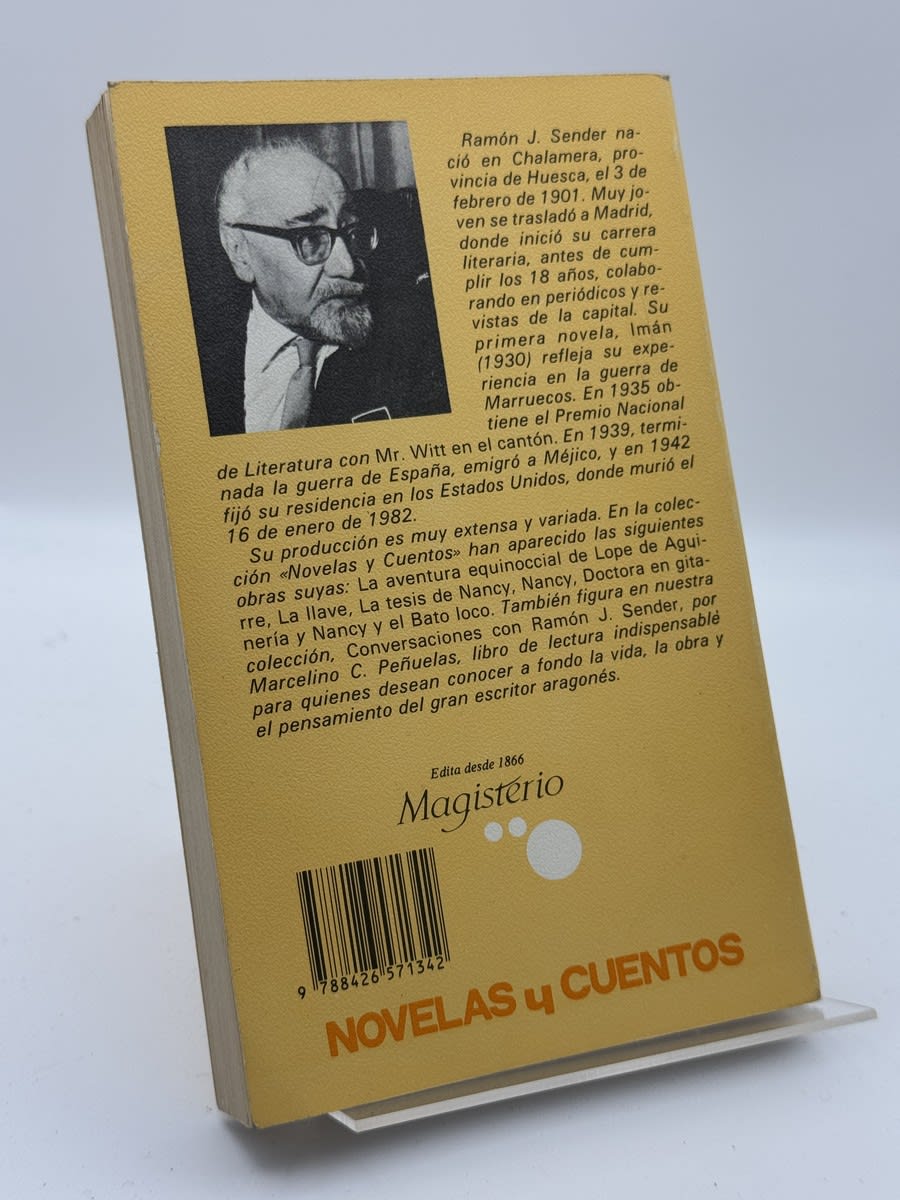 Ramón J. Sender na-
ció en Chalamera, pro-
vincia de Huesca, el 3 de
febrero de 1901. Muy jo-
ven se trasladó a Madrid,
donde inició su carrera
literaria, antes de cum-
plir los 18 años, colabo-
rando en periódicos y re-
vistas de la capital. Su
primera novela, Imán
(1930) refleja su expe-
riencia en la guerra de
Marruecos. En 1935 ob-
tiene el Premio Nacional
de Literatura con Mr. Witt en el cantón. En 1939, termi-
nada la guerra de España, emigró a Méjico, y en 1942
fijó su residencia en los Estados Unidos, donde murió el
16 de enero de 1982.
Su producción es muy extensa y variada. En la colec-
ción «Novelas y Cuentos» han aparecido las siguientes
obras suyas: La aventura equinoccial de Lope de Agui-
rre, La llave, La tesis de Nancy, Nancy, Doctora en gita-
nería y Nancy y el Bato loco. También figura en nuestra
colección, Conversaciones con Ramón J. Sender, por
Marcelino C. Peñuelas, libro de lectura indispensable
para quienes desean conocer a fondo la vida, la obra y
el pensamiento del gran escritor aragonés.
Edita desde 1866
Magisterio
9 788426 571342
NOVELAS y CUENTOS